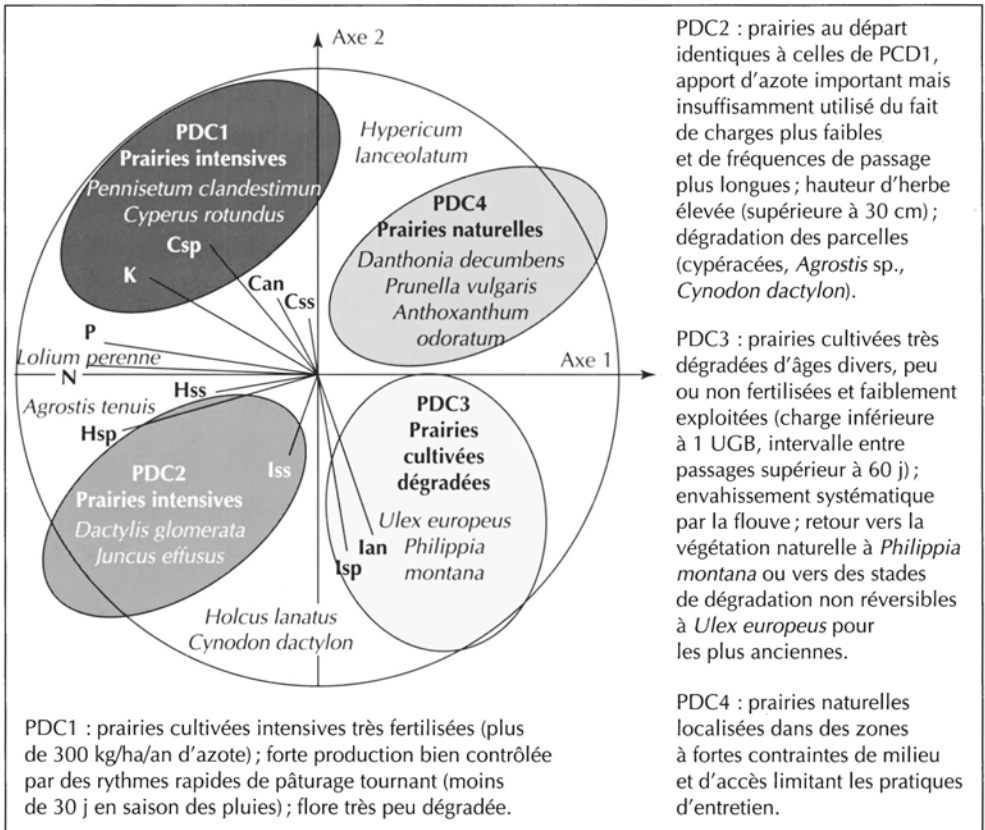 Axe 2
PDC1
Prairies intensives
Pennisetum clandestimun
Cyperus rotundus
Csp
K
Hypericum
lanceolatum
PDC4
Prairies naturelles
Danthonia decumbens
Prunella vulgaris
Anthoxanthum
odoratum
Can
Css
P
Lolium perenne
N
Axe 1
Agrostis tenuis
Hss
Hsp
Iss
PDC2
Prairies intensives
Dactylis glomerata
Juncus effusus
PDC3
Prairies
cultivées
dégradées
Ulex europeus
Philippia
montana
Ian
Isp
Holcus lanatus
Cynodon dactylon
PDC2 : prairies au départ
identiques à celles de PCD1,
apport d'azote important mais
insuffisamment utilisé du fait
de charges plus faibles
et de fréquences de passage
plus longues ; hauteur d'herbe
élevée (supérieure à 30 cm) ;
dégradation des parcelles
(cypéracées, Agrostis sp.,
Cynodon dactylon).
PDC3 : prairies cultivées très
dégradées d'âges divers, peu
ou non fertilisées et faiblement
exploitées (charge inférieure
à 1 UGB, intervalle entre
passages supérieur à 60 j) ;
envahissement systématique
par la flouve ; retour vers la
végétation naturelle à Philippia
montana ou vers des stades
de dégradation non réversibles
à Ulex europeus pour
les plus anciennes.
PDC4 : prairies naturelles
localisées dans des zones
à fortes contraintes de milieu
et d'accès limitant les pratiques
d'entretien.
PDC1 : prairies cultivées intensives très fertilisées (plus
de 300 kg/ha/an d'azote) ; forte production bien contrôlée
par des rythmes rapides de pâturage tournant (moins
de 30 j en saison des pluies) ; flore très peu dégradée.